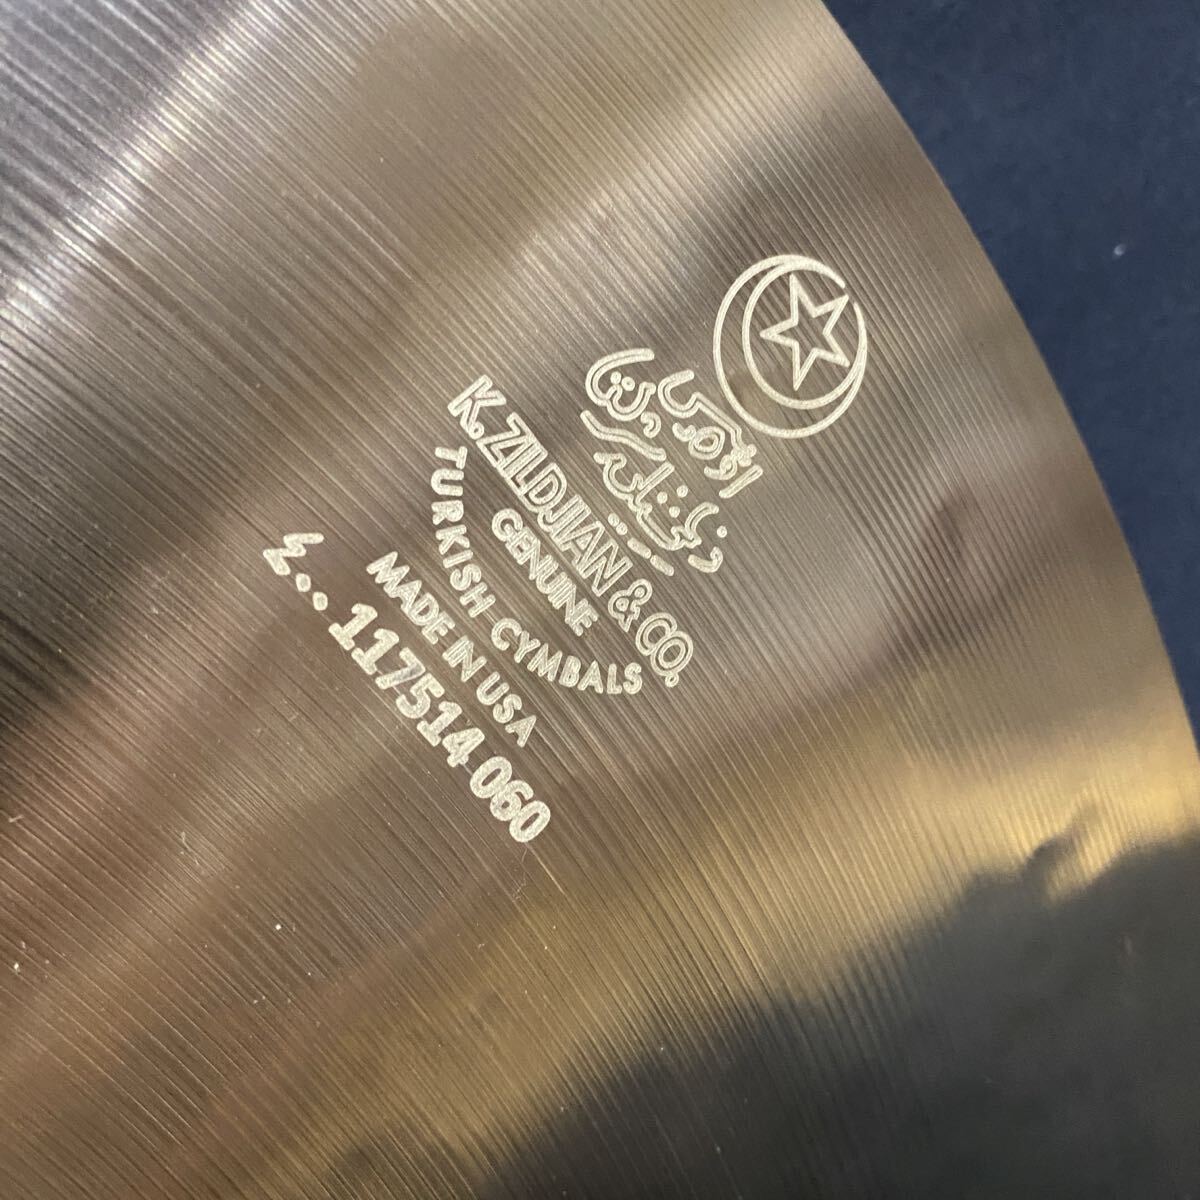 K. ZILDJIAN & CO.
GENUINE
TURKISH CYMBALS
MADE IN USA
117514 060